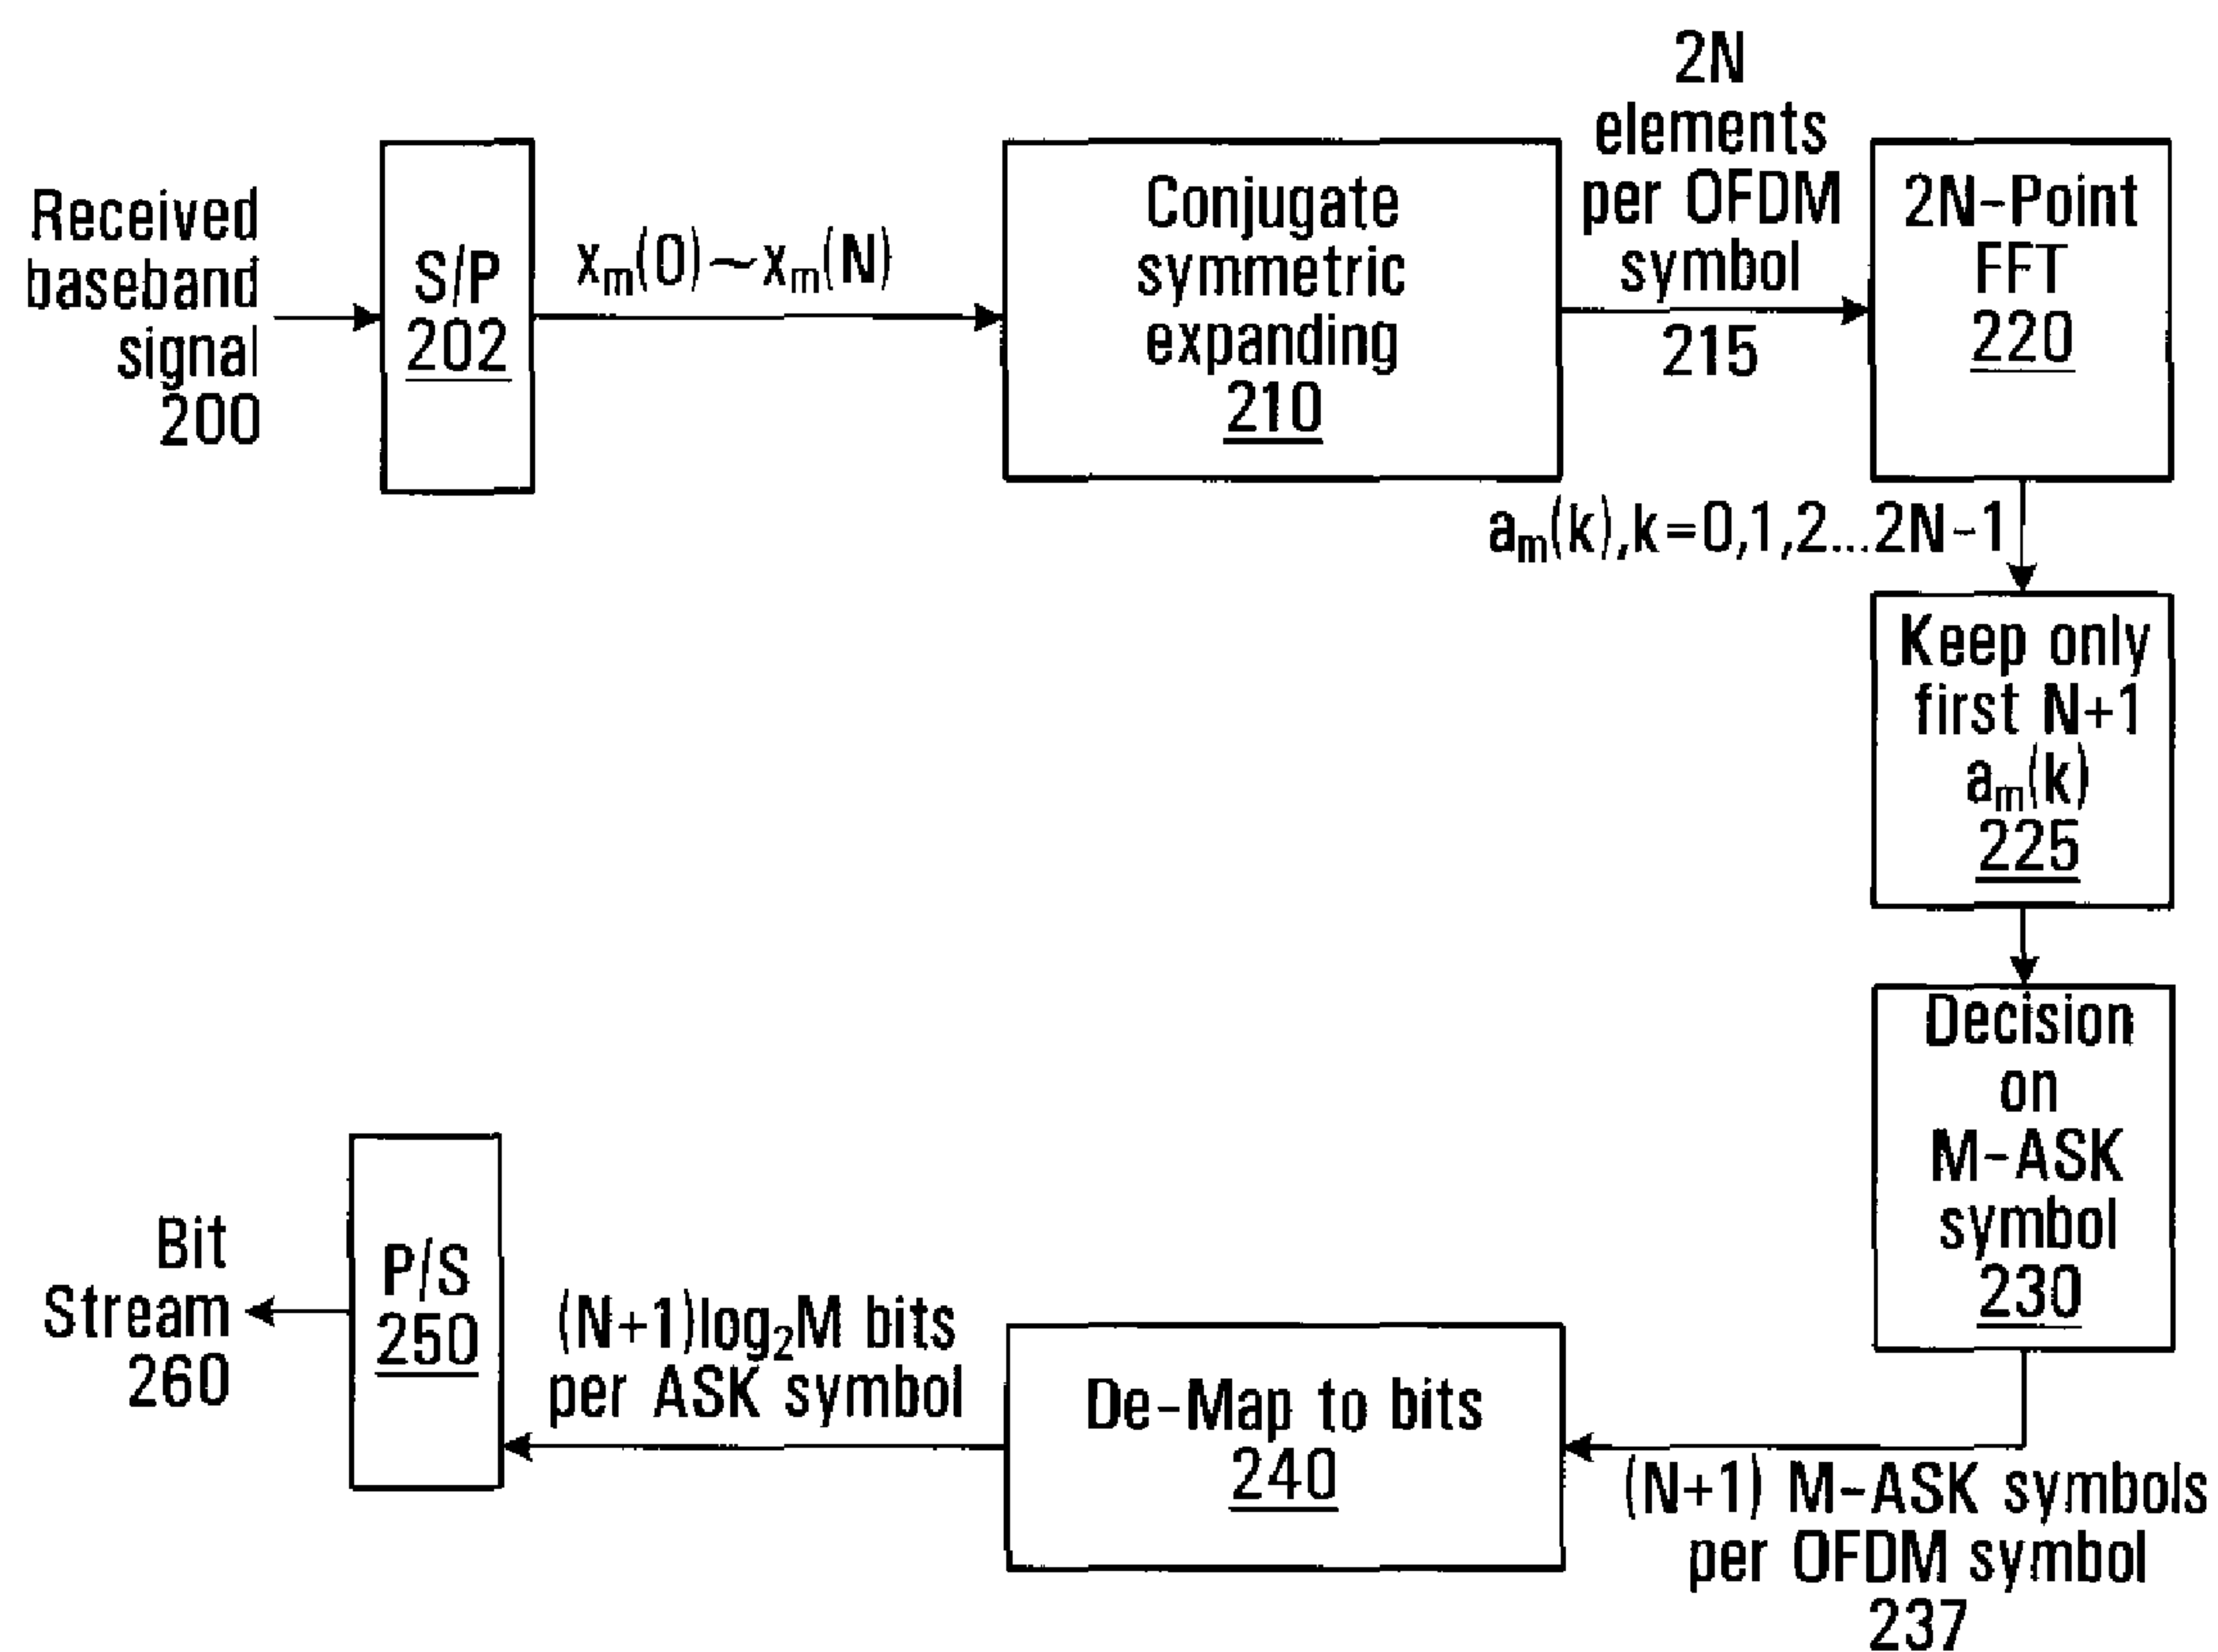 Received
baseband
signal
200
S/P
202
xₘ(0)~xₘ(N)
Conjugate
symmetric
expanding
210
2N
elements
per OFDM
symbol
215
2N-Point
FFT
220
aₘ(k),k=0,1,2...2N-1
Keep only
first N+1
aₘ(k)
225
Decision
on
M-ASK
symbol
230
(N+1) M-ASK symbols
per OFDM symbol
237
De-Map to bits
240
(N+1)log₂M bits
per ASK symbol
P/S
250
Bit
Stream
260